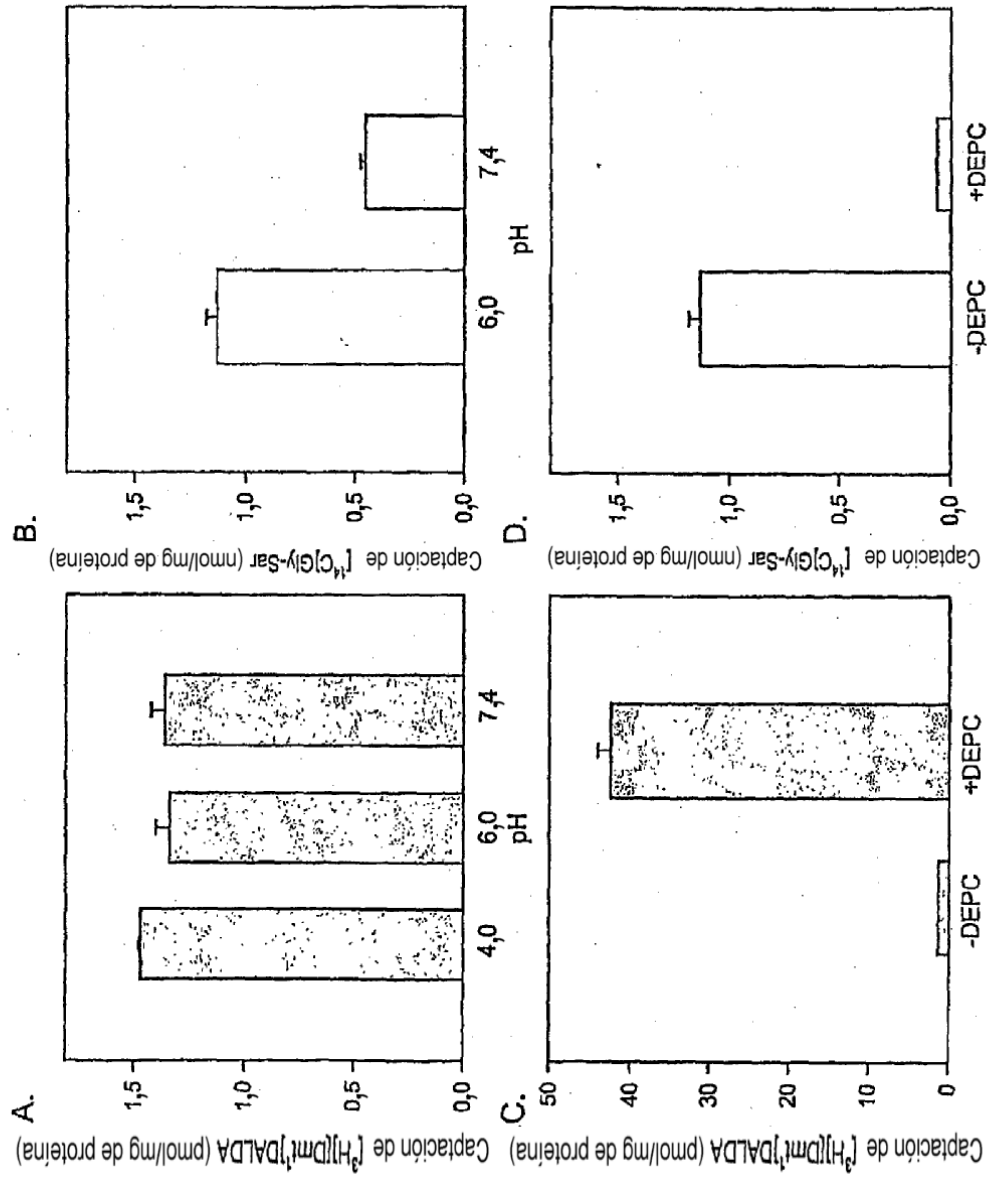 A.
Captación de [³H][Dmt¹]DALDA (pmol/mg de proteína)
1,5
1,0
0,5
0,0
4,0
6,0
7,4
pH
B.
Captación de [¹⁴C]Gly-Sar (nmol/mg de proteína)
1,5
1,0
0,5
0,0
6,0
7,4
pH
C.
Captación de [³H][Dmt¹]DALDA (pmol/mg de proteína)
50
40
30
20
10
0
-DEPC
+DEPC
D.
Captación de [¹⁴C]Gly-Sar (nmol/mg de proteína)
1,5
1,0
0,5
0,0
-DEPC
+DEPC